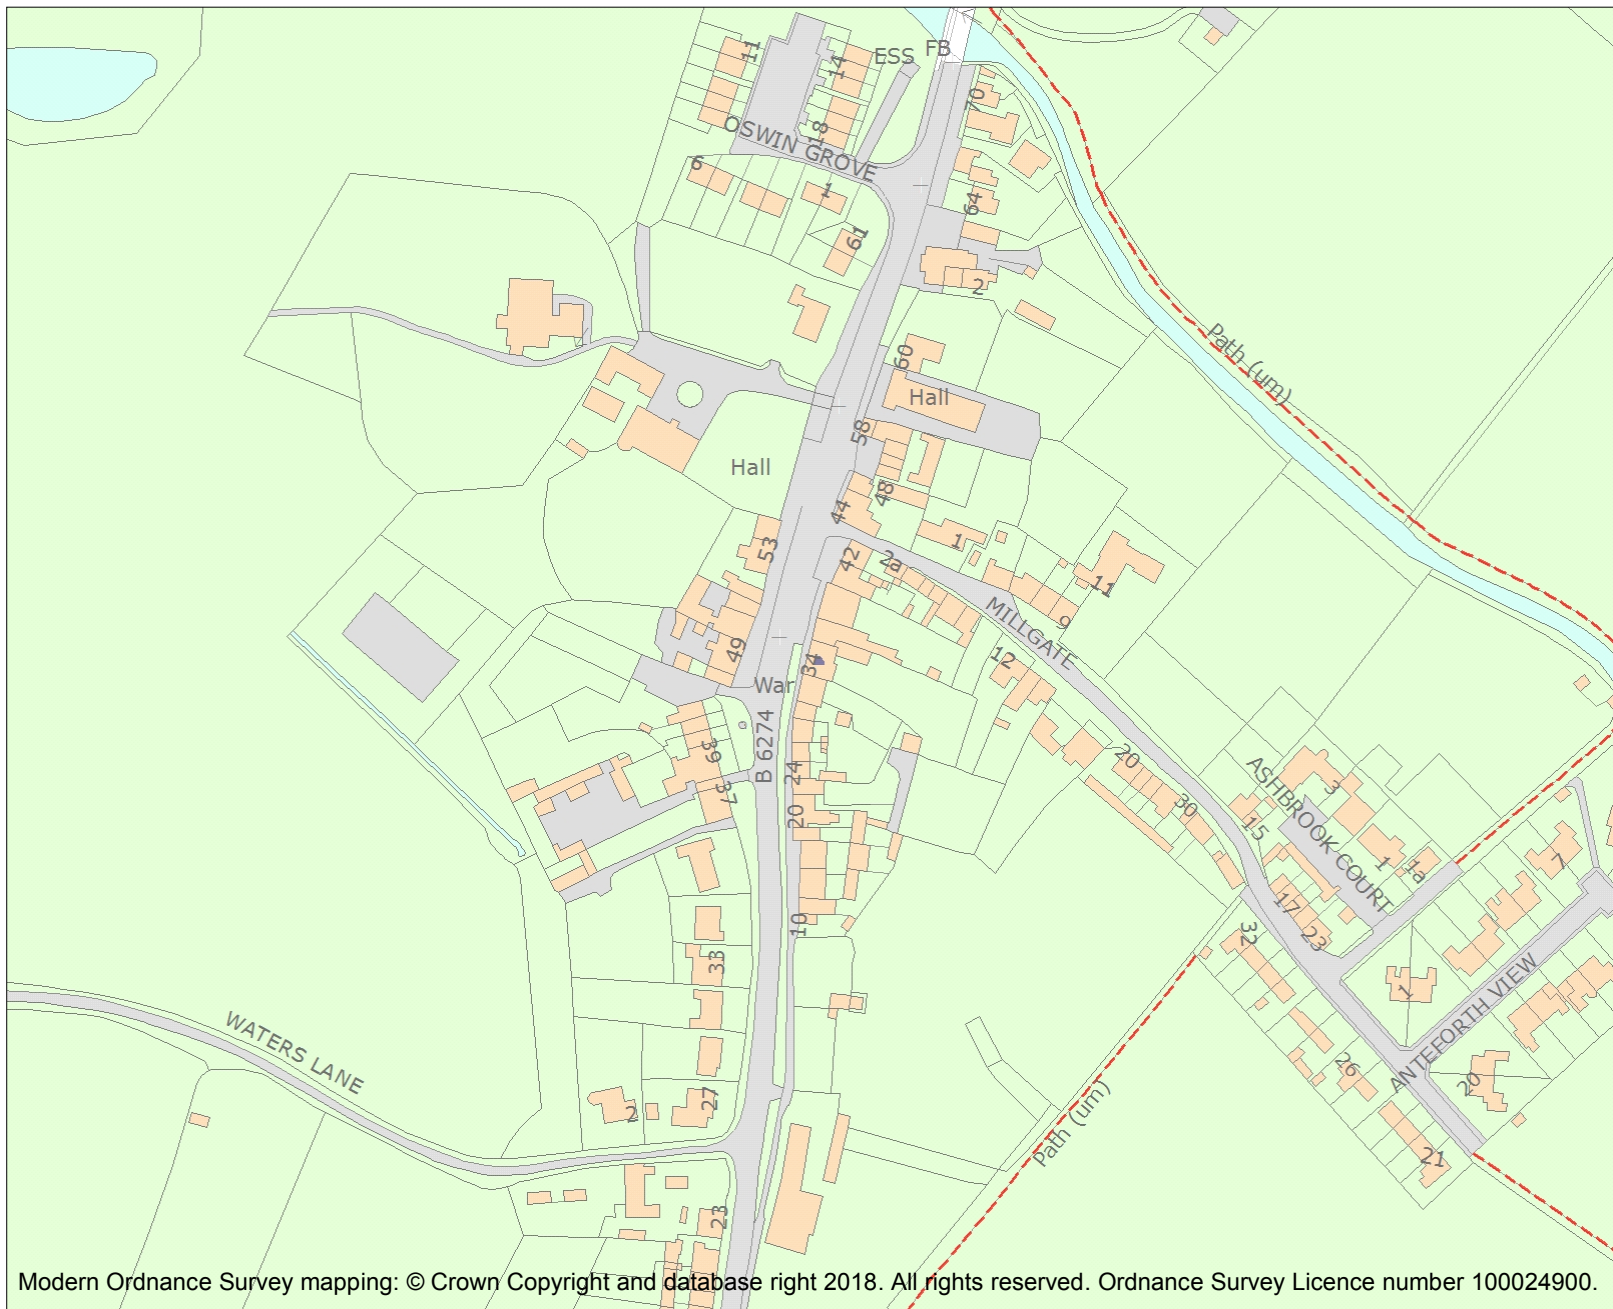 11
14
ESS
FB
70
OSWIN GROVE
18
6
1
64
61
2
Path (um)
60
Hall
58
Hall
48
44
53
42
2a
1
11
MILLGATE
9
49
34
12
War
B 6274
39
37
24
20
20
30
ASHBROOK COURT
3
15
1
1a
7
17
23
10
32
33
1
ANTEFORTH VIEW
WATERS LANE
26
20
27
2
Path (um)
21
23
Modern Ordnance Survey mapping: © Crown Copyright and database right 2018. All rights reserved. Ordnance Survey Licence number 100024900.